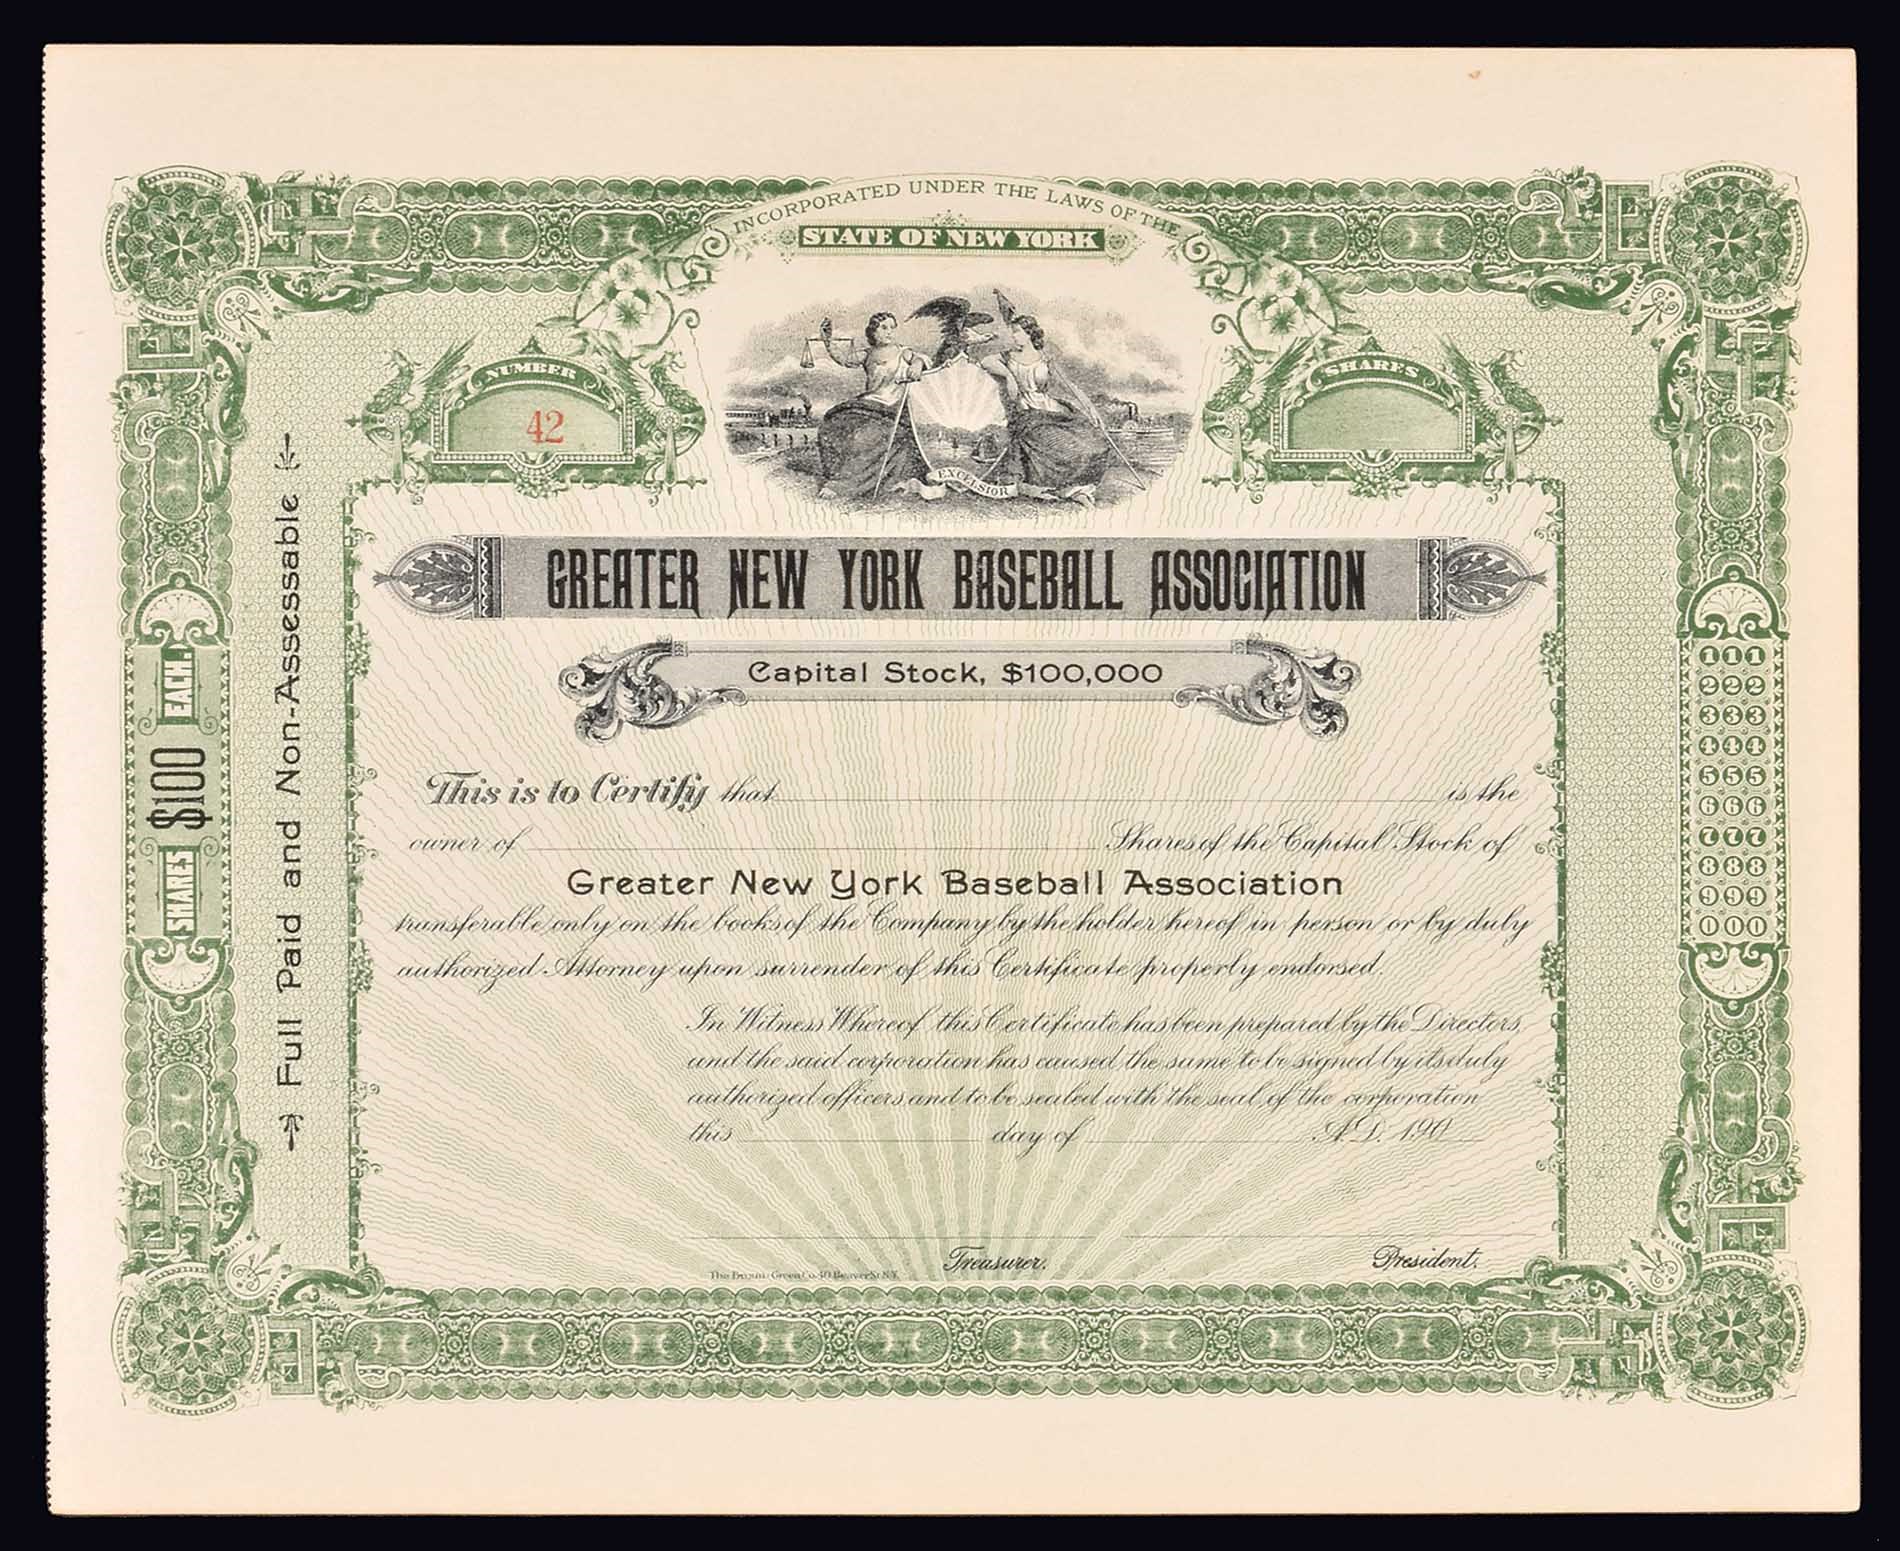 INCORPORATED UNDER THE LAWS OF THE
STATE OF NEW YORK
NUMBER
42
SHARES
EXCELSIOR
GREATER NEW YORK BASEBALL ASSOCIATION
Capital Stock, $100,000
This is to Certify that is the
owner of Shares of the Capital Stock of
Greater New York Baseball Association
transferable only on the books of the Company by the holder hereof in person or by duly
authorized Attorney upon surrender of this Certificate properly endorsed.
In Witness Whereof, this Certificate has been prepared by the Directors,
and the said corporation has caused the same to be signed by its duly
authorized officers and to be sealed with the seal of the corporation
this day of A.D. 190
Treasurer.
President.
Green Co. 40 Beaver St. N.Y.
SHARES $100 EACH.
Full Paid and Non-Assessable
111
222
333
444
555
666
777
888
999
000